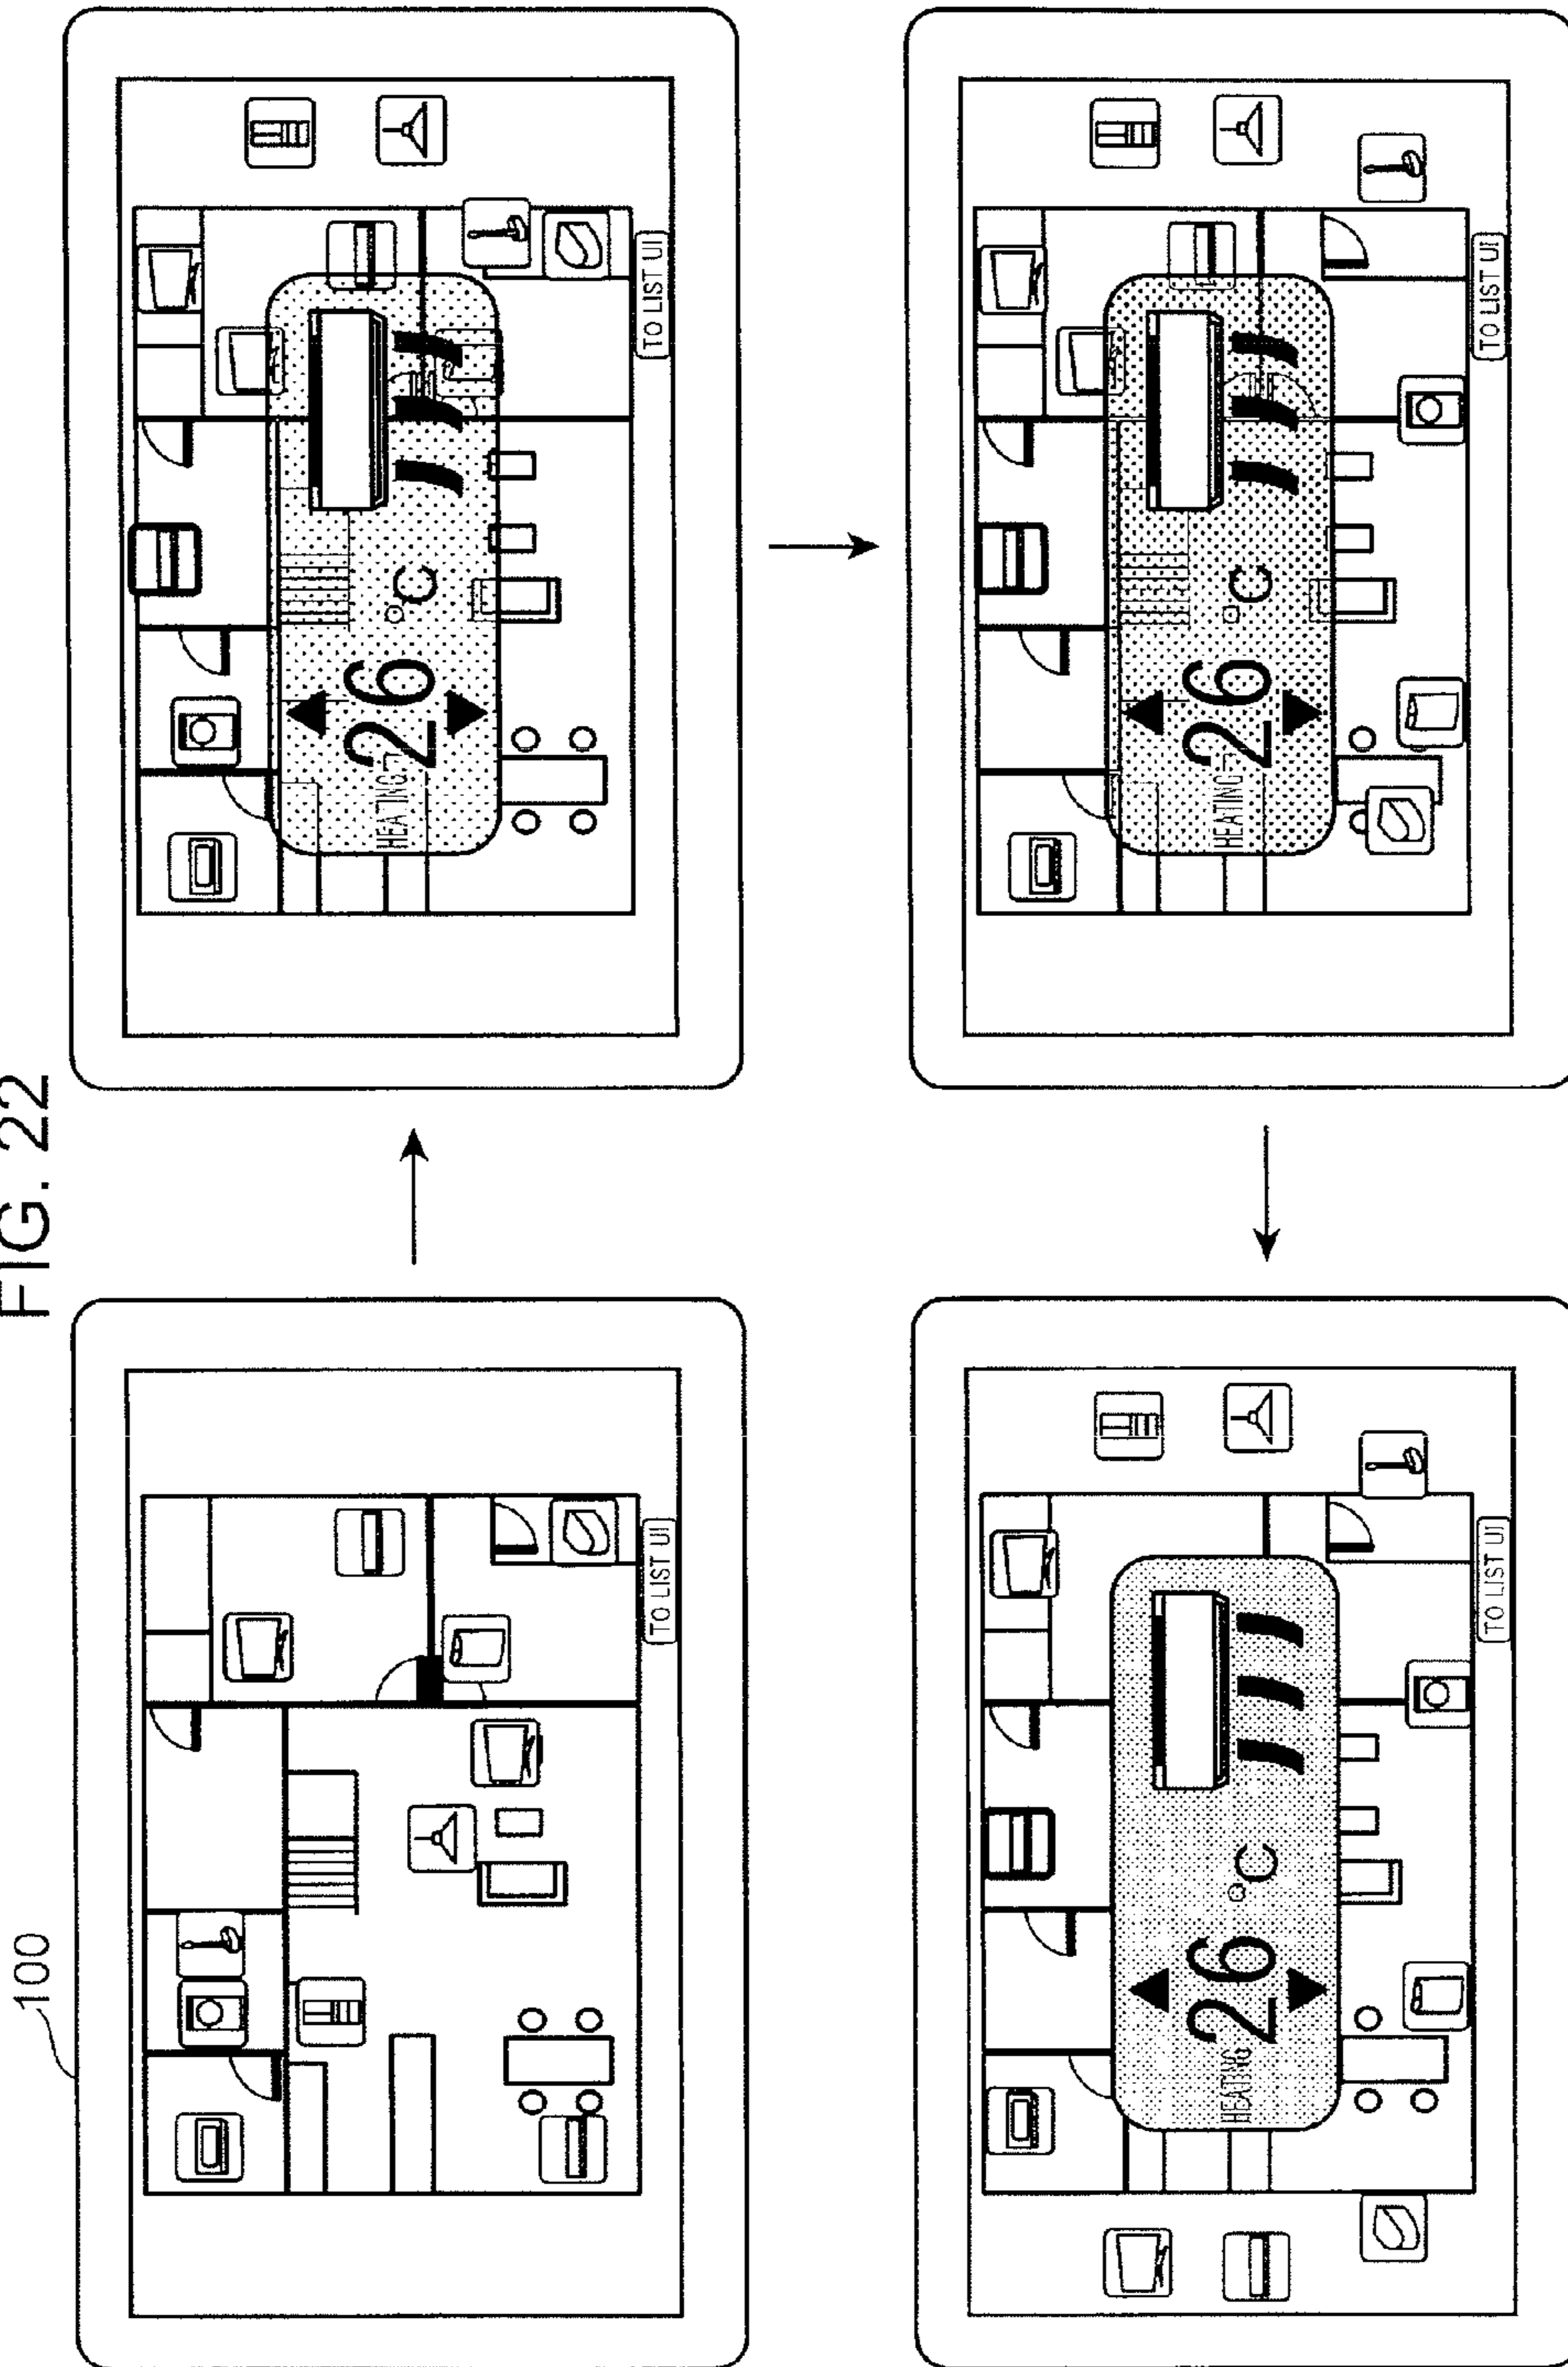 FIG. 22
100
TO LIST UI
HEATING
26 °C
TO LIST UI
HEATING
26 °C
TO LIST UI
HEATING
26 °C
TO LIST UI